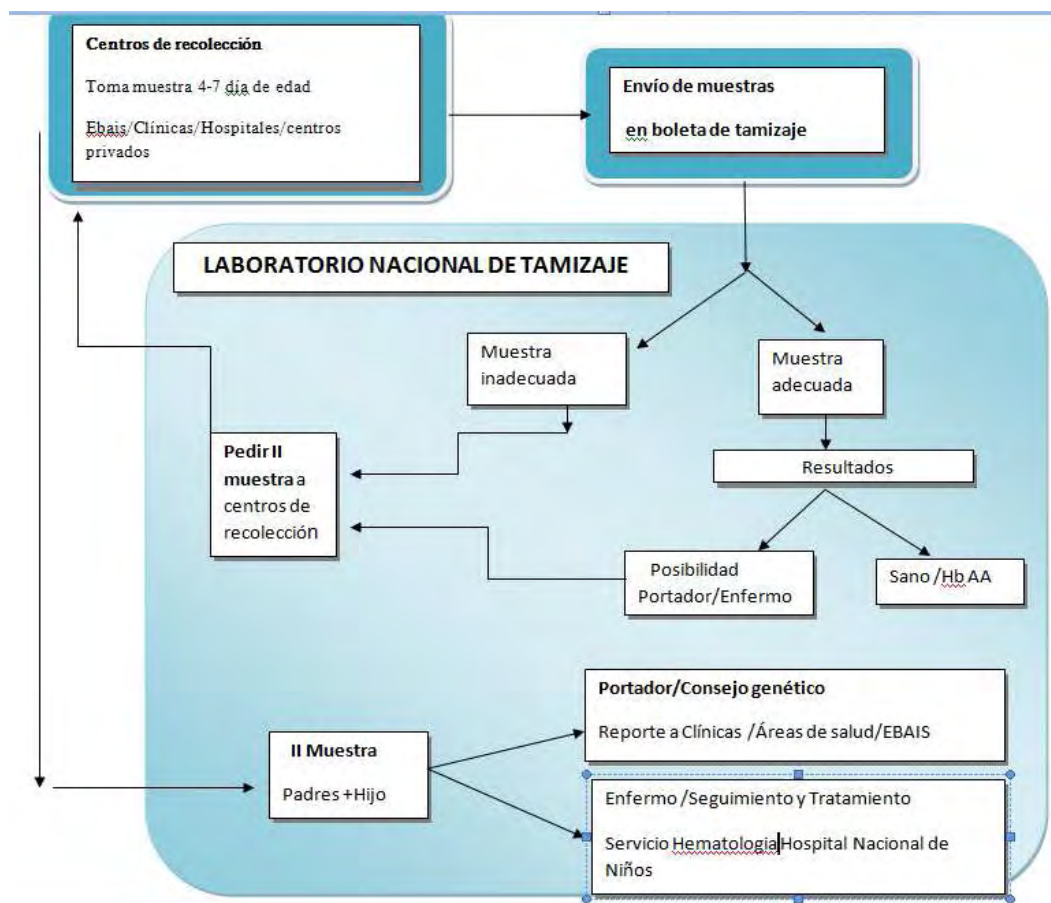 Centros de recolección
Toma muestra 4-7 día de edad
Ebais/Clínicas/Hospitales/centros
privados
Envío de muestras
en boleta de tamizaje
LABORATORIO NACIONAL DE TAMIZAJE
Muestra
inadecuada
Muestra
adecuada
Pedir II
muestra a
centros de
recolección
Resultados
Posibilidad
Portador/Enfermo
Sano /Hb AA
II Muestra
Padres +Hijo
Portador/Consejo genético
Reporte a Clínicas /Áreas de salud/EBAIS
Enfermo /Seguimiento y Tratamiento
Servicio Hematologia Hospital Nacional de
Niños